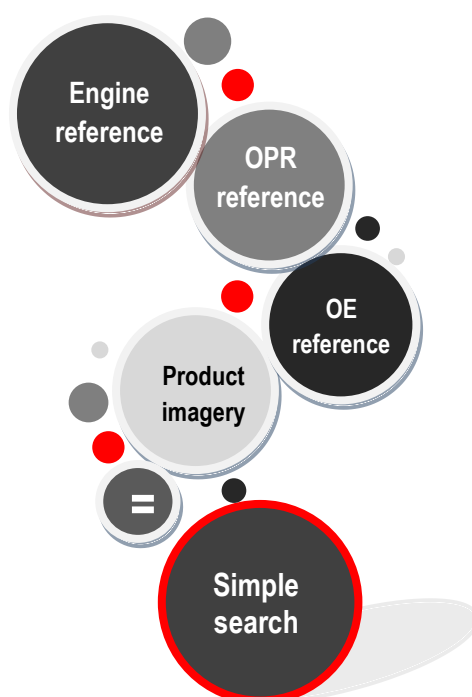 Engine
reference
OPR
reference
OE
reference
Product
imagery
=
Simple
search